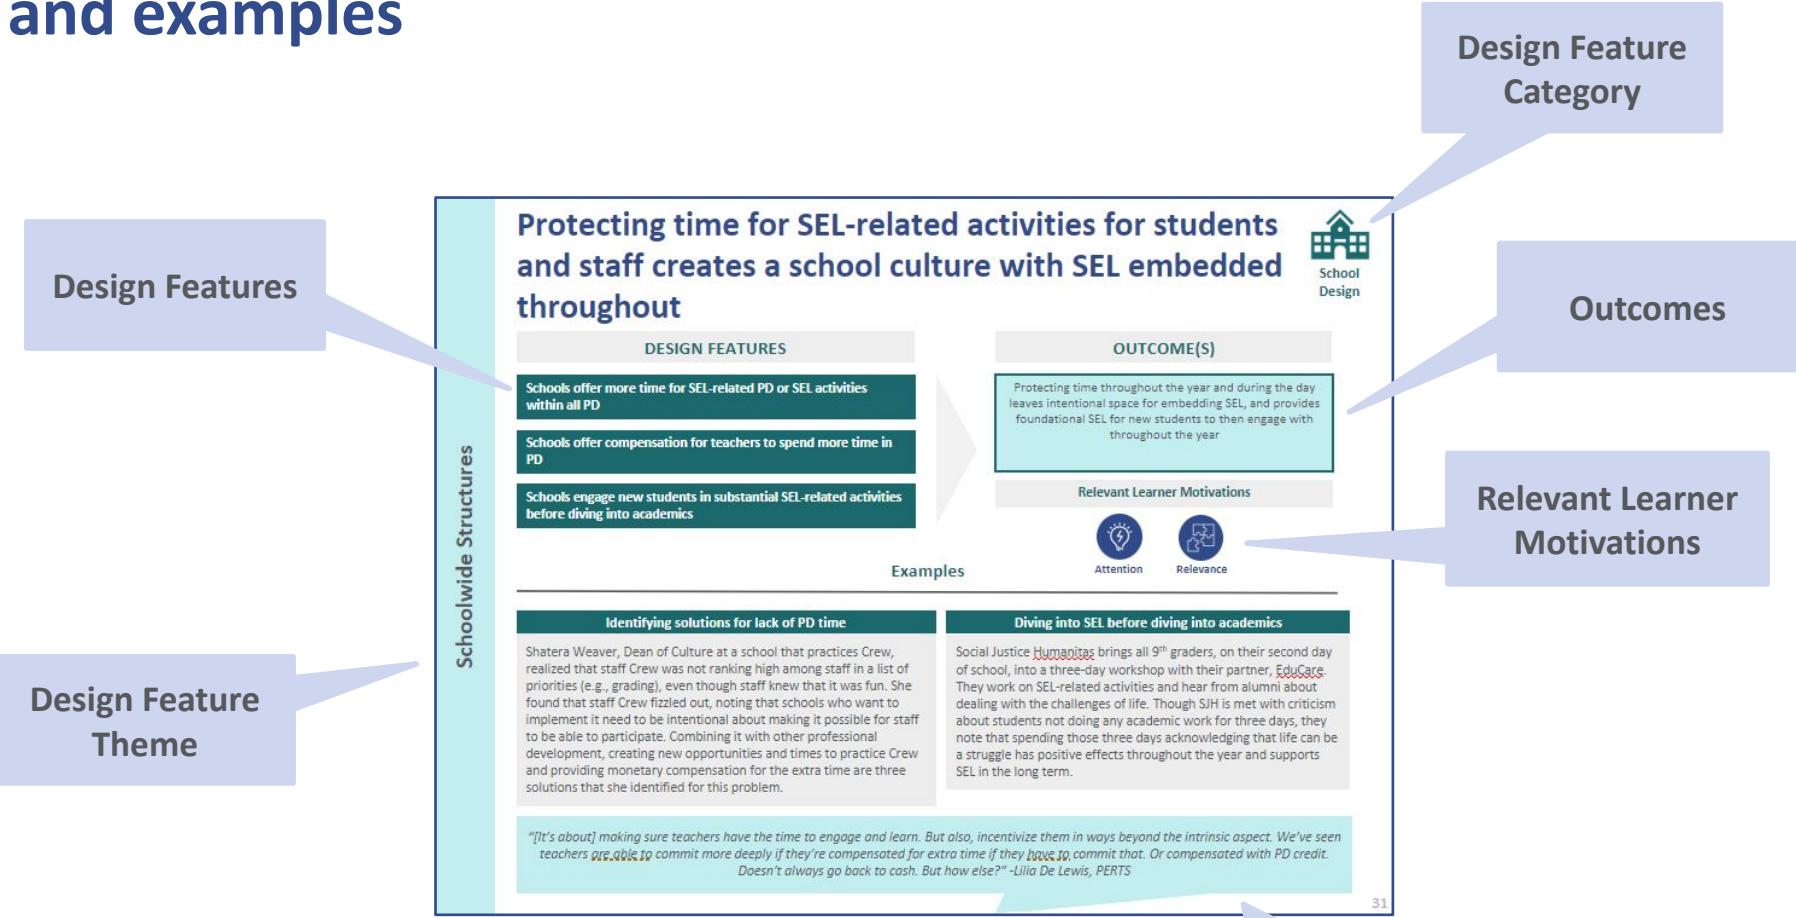 and examples
Design Feature
Category
Design Features
Outcomes
Relevant Learner
Motivations
Design Feature
Theme
Schoolwide Structures
Protecting time for SEL-related activities for students
and staff creates a school culture with SEL embedded
throughout
School
Design
DESIGN FEATURES
Schools offer more time for SEL-related PD or SEL activities
within all PD
Schools offer compensation for teachers to spend more time in
PD
Schools engage new students in substantial SEL-related activities
before diving into academics
OUTCOME(S)
Protecting time throughout the year and during the day
leaves intentional space for embedding SEL, and provides
foundational SEL for new students to then engage with
throughout the year
Relevant Learner Motivations
Attention
Relevance
Examples
Identifying solutions for lack of PD time
Shatera Weaver, Dean of Culture at a school that practices Crew,
realized that staff Crew was not ranking high among staff in a list of
priorities (e.g., grading), even though staff knew that it was fun. She
found that staff Crew fizzled out, noting that schools who want to
implement it need to be intentional about making it possible for staff
to be able to participate. Combining it with other professional
development, creating new opportunities and times to practice Crew
and providing monetary compensation for the extra time are three
solutions that she identified for this problem.
Diving into SEL before diving into academics
Social Justice Humanitas brings all 9th graders, on their second day
of school, into a three-day workshop with their partner, EduCare.
They work on SEL-related activities and hear from alumni about
dealing with the challenges of life. Though SJH is met with criticism
about students not doing any academic work for three days, they
note that spending those three days acknowledging that life can be
a struggle has positive effects throughout the year and supports
SEL in the long term.
"[It's about] making sure teachers have the time to engage and learn. But also, incentivize them in ways beyond the intrinsic aspect. We've seen
teachers are able to commit more deeply if they're compensated for extra time if they have to commit that. Or compensated with PD credit.
Doesn't always go back to cash. But how else?" -Lilia De Lewis, PERTS
31